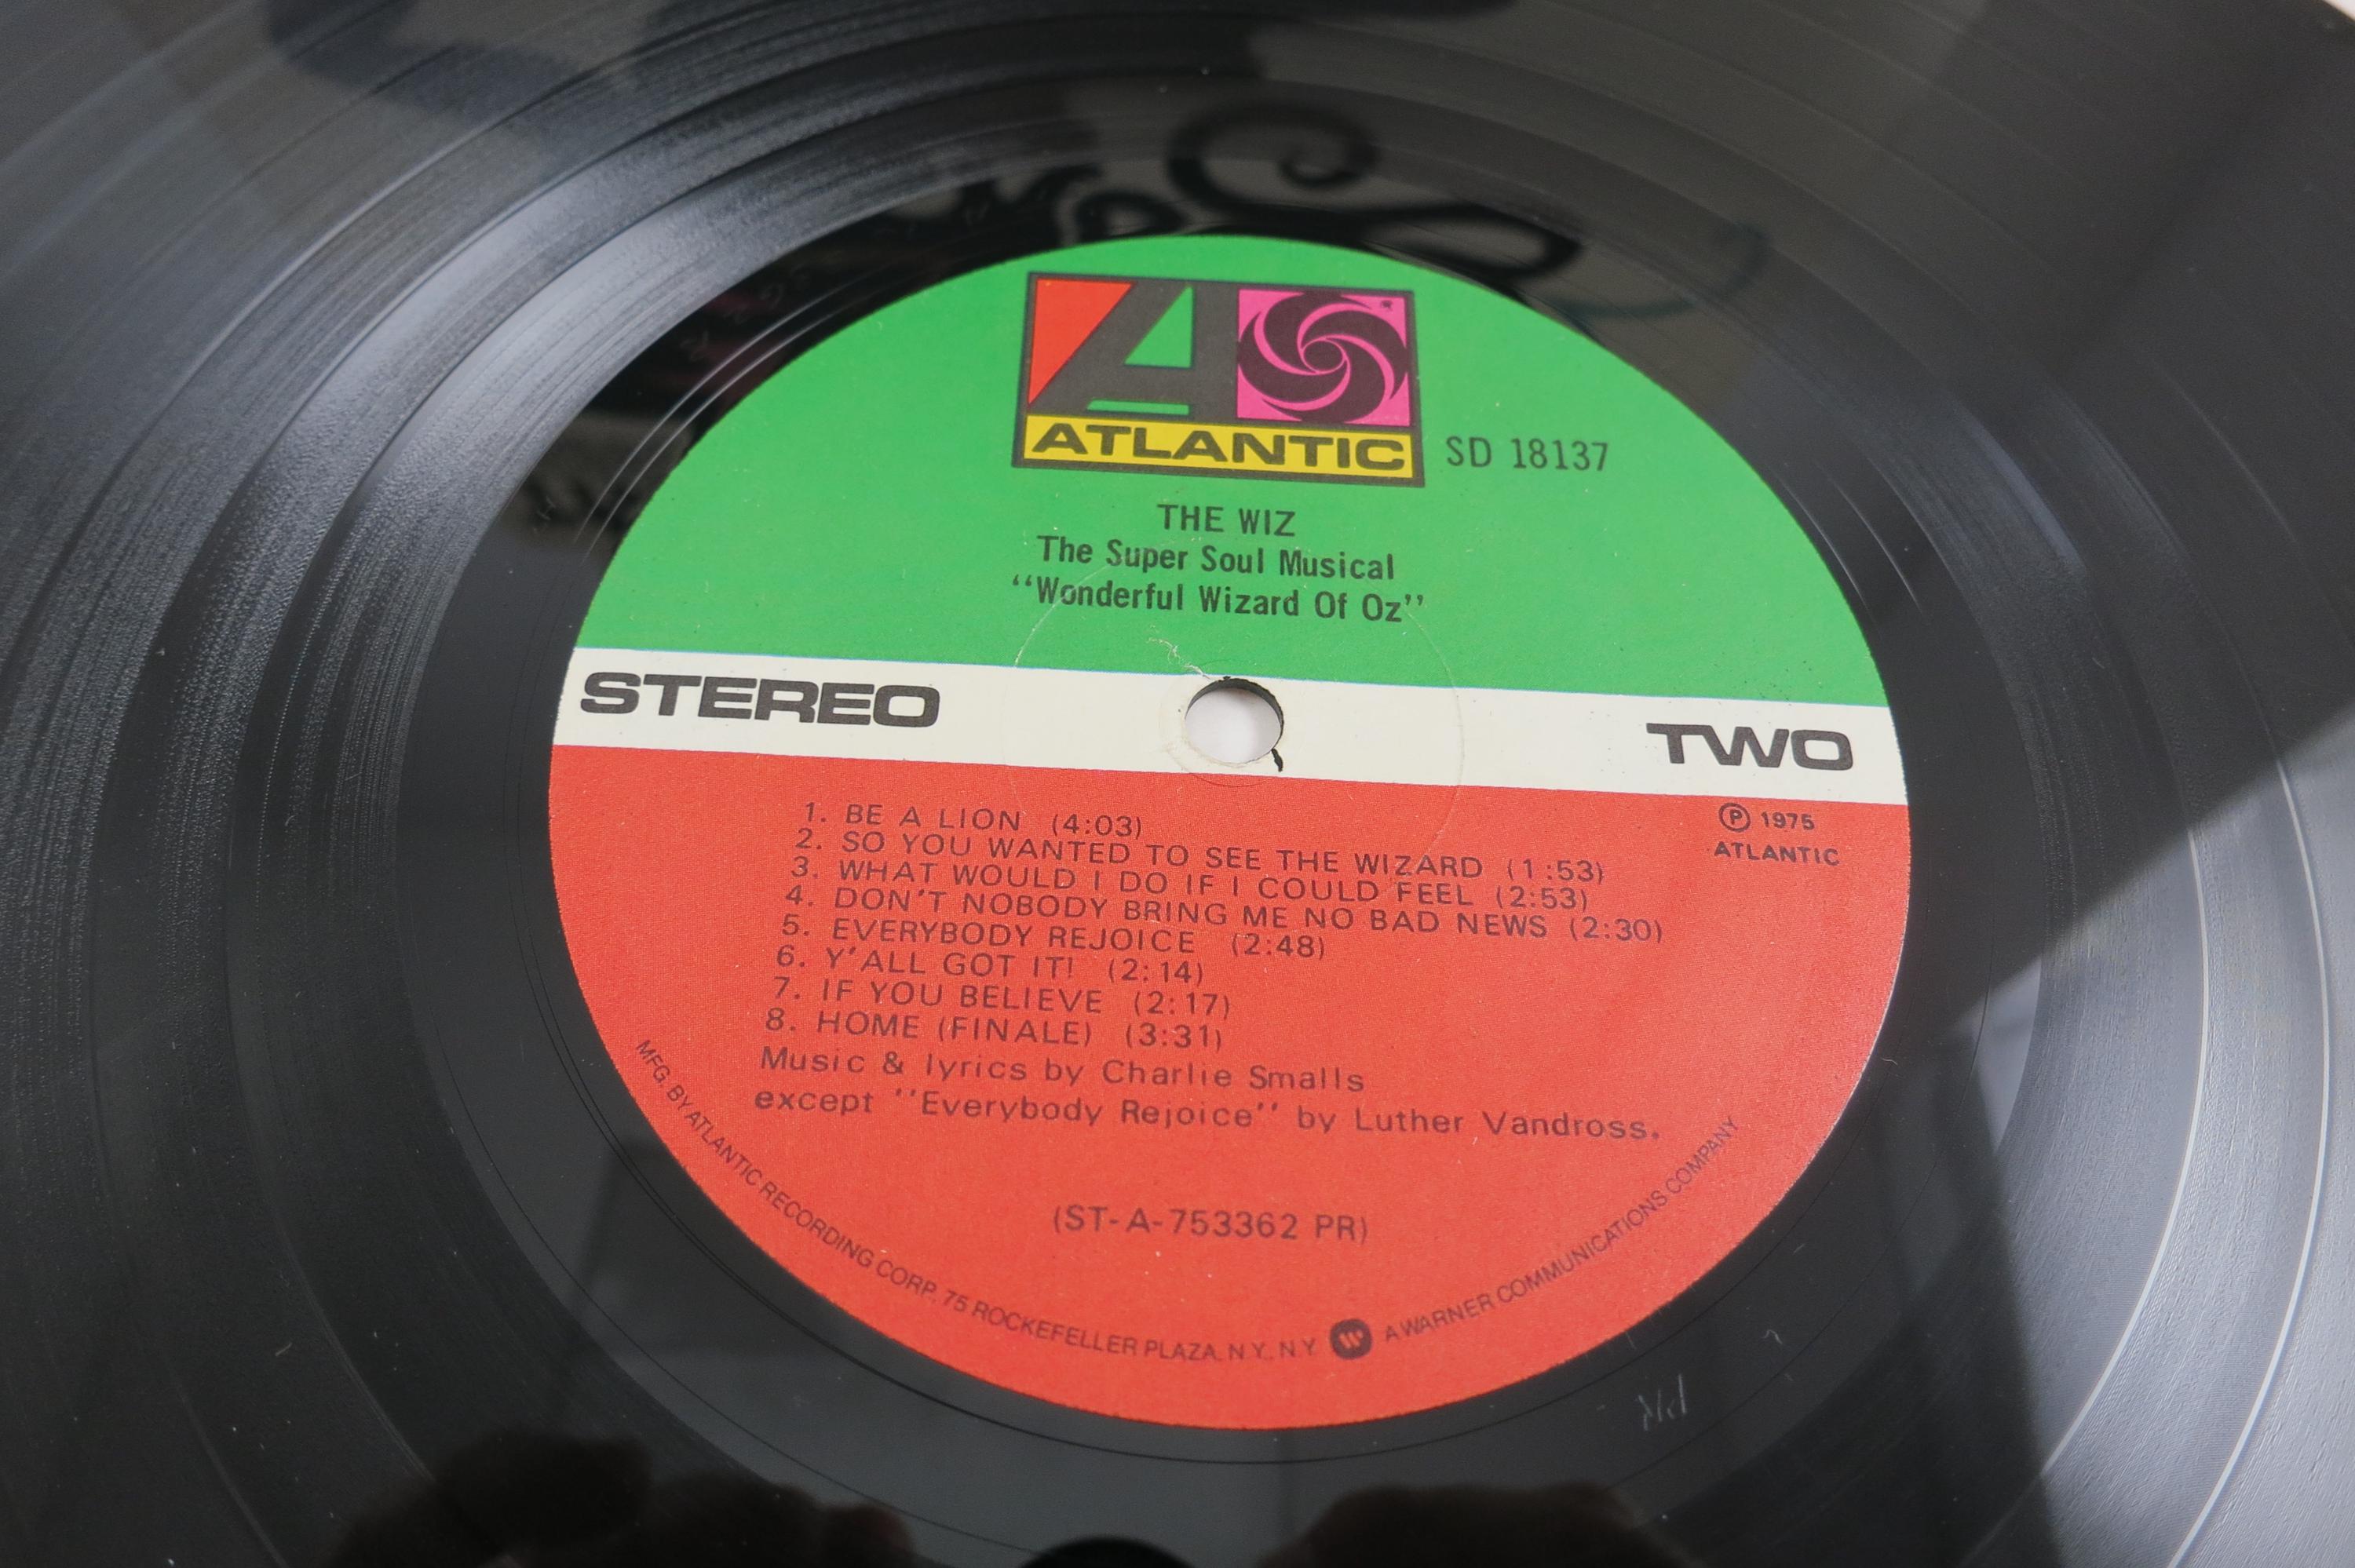 ATLANTIC
SD 18137
THE WIZ
The Super Soul Musical
"Wonderful Wizard Of Oz"
STEREO
TWO
℗ 1975
ATLANTIC
1. BE A LION (4:03)
2. SO YOU WANTED TO SEE THE WIZARD (1:53)
3. WHAT WOULD I DO IF I COULD FEEL (2:53)
4. DON'T NOBODY BRING ME NO BAD NEWS (2:30)
5. EVERYBODY REJOICE (2:48)
6. Y'ALL GOT IT! (2:14)
7. IF YOU BELIEVE (2:17)
8. HOME (FINALE) (3:31)
Music & lyrics by Charlie Smalls
except "Everybody Rejoice" by Luther Vandross.
(ST-A-753362 PR)
MFG. BY ATLANTIC RECORDING CORP. 75 ROCKEFELLER PLAZA. N.Y. N.Y. W A WARNER COMMUNICATIONS COMPANY
PR